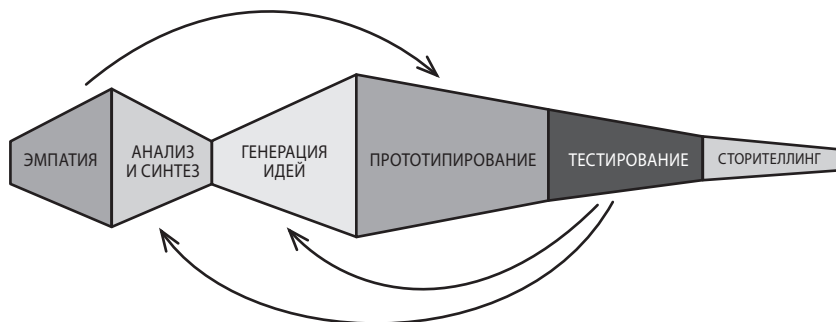 ЭМПАТИЯ
АНАЛИЗ
И СИНТЕЗ
ГЕНЕРАЦИЯ
ИДЕЙ
ПРОТОТИПИРОВАНИЕ
ТЕСТИРОВАНИЕ
СТОРИТЕЛЛИНГ